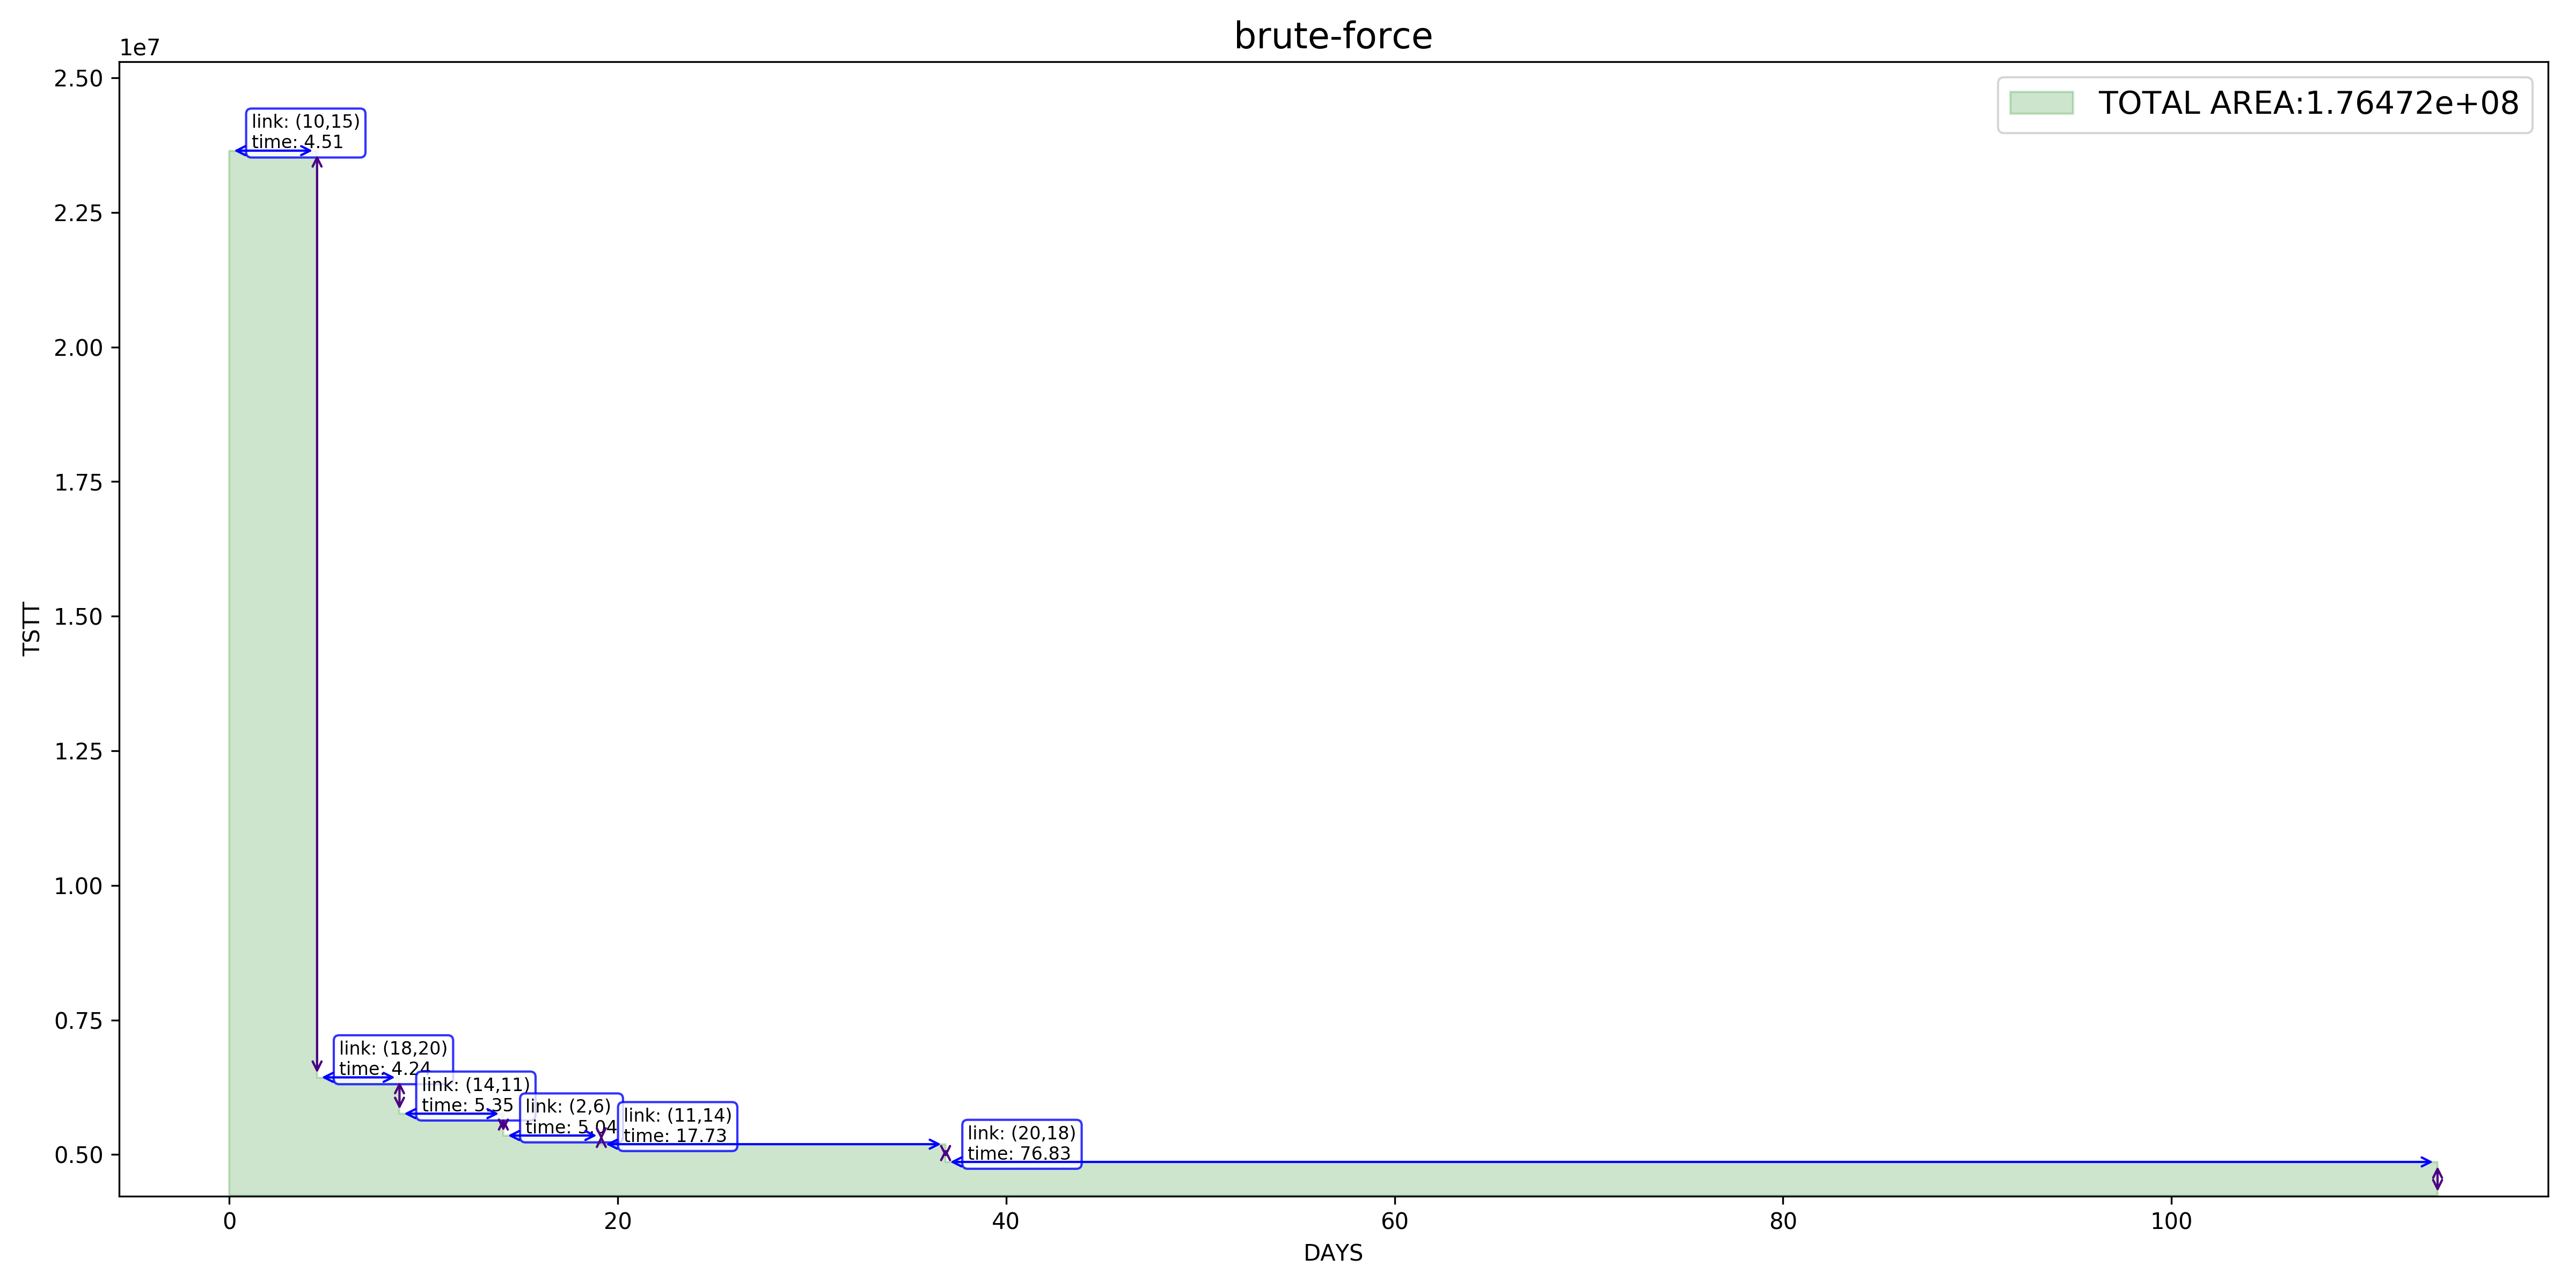 brute-force
1e7
TOTAL AREA:1.76472e+08
2.50
2.25
2.00
1.75
1.50
1.25
1.00
0.75
0.50
TSTT
link: (10,15)
time: 4.51
link: (18,20)
time: 4.24
link: (14,11)
time: 5.35
link: (2,6)
time: 5.04
link: (11,14)
time: 17.73
link: (20,18)
time: 76.83
0 20 40 60 80 100
DAYS